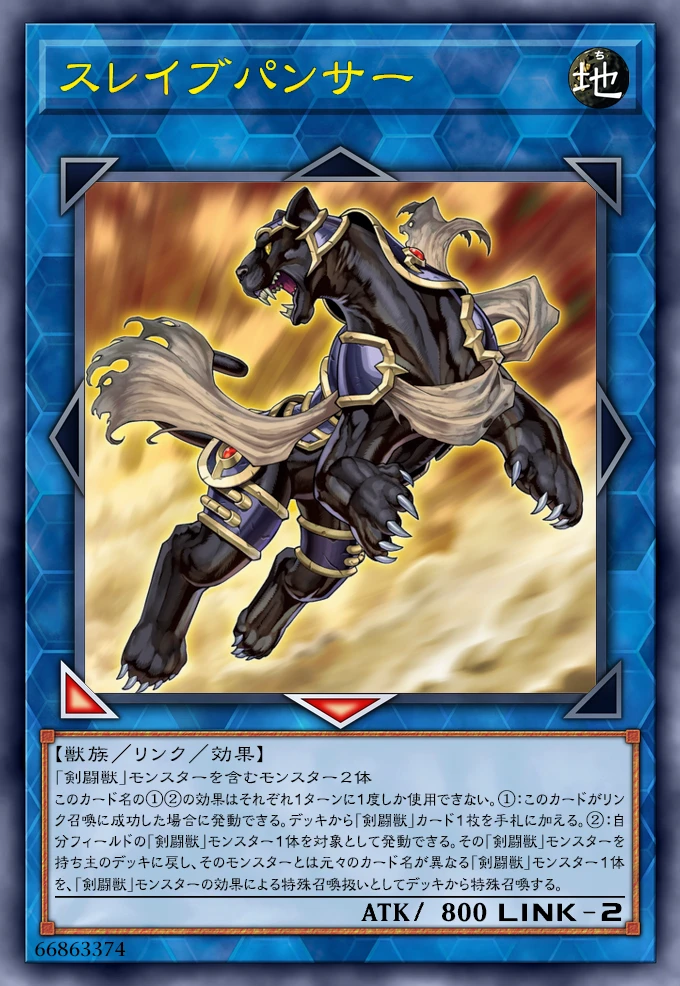 スレイブパンサー
ち
地
【獣族／リンク／効果】
「剣闘獣」モンスターを含むモンスター２体
このカード名の①②の効果はそれぞれ1ターンに1度しか使用できない。①：このカードがリン
ク召喚に成功した場合に発動できる。デッキから「剣闘獣」カード1枚を手札に加える。②：自
分フィールドの「剣闘獣」モンスター1体を対象として発動できる。そのモンスターを
持ち主のデッキに戻し、そのモンスターとは元々のカード名が異なる「剣闘獣」モンスター1体
を、「剣闘獣」モンスターの効果による特殊召喚扱いとしてデッキから特殊召喚する。
ATK/ 800 LINK-2
66863374